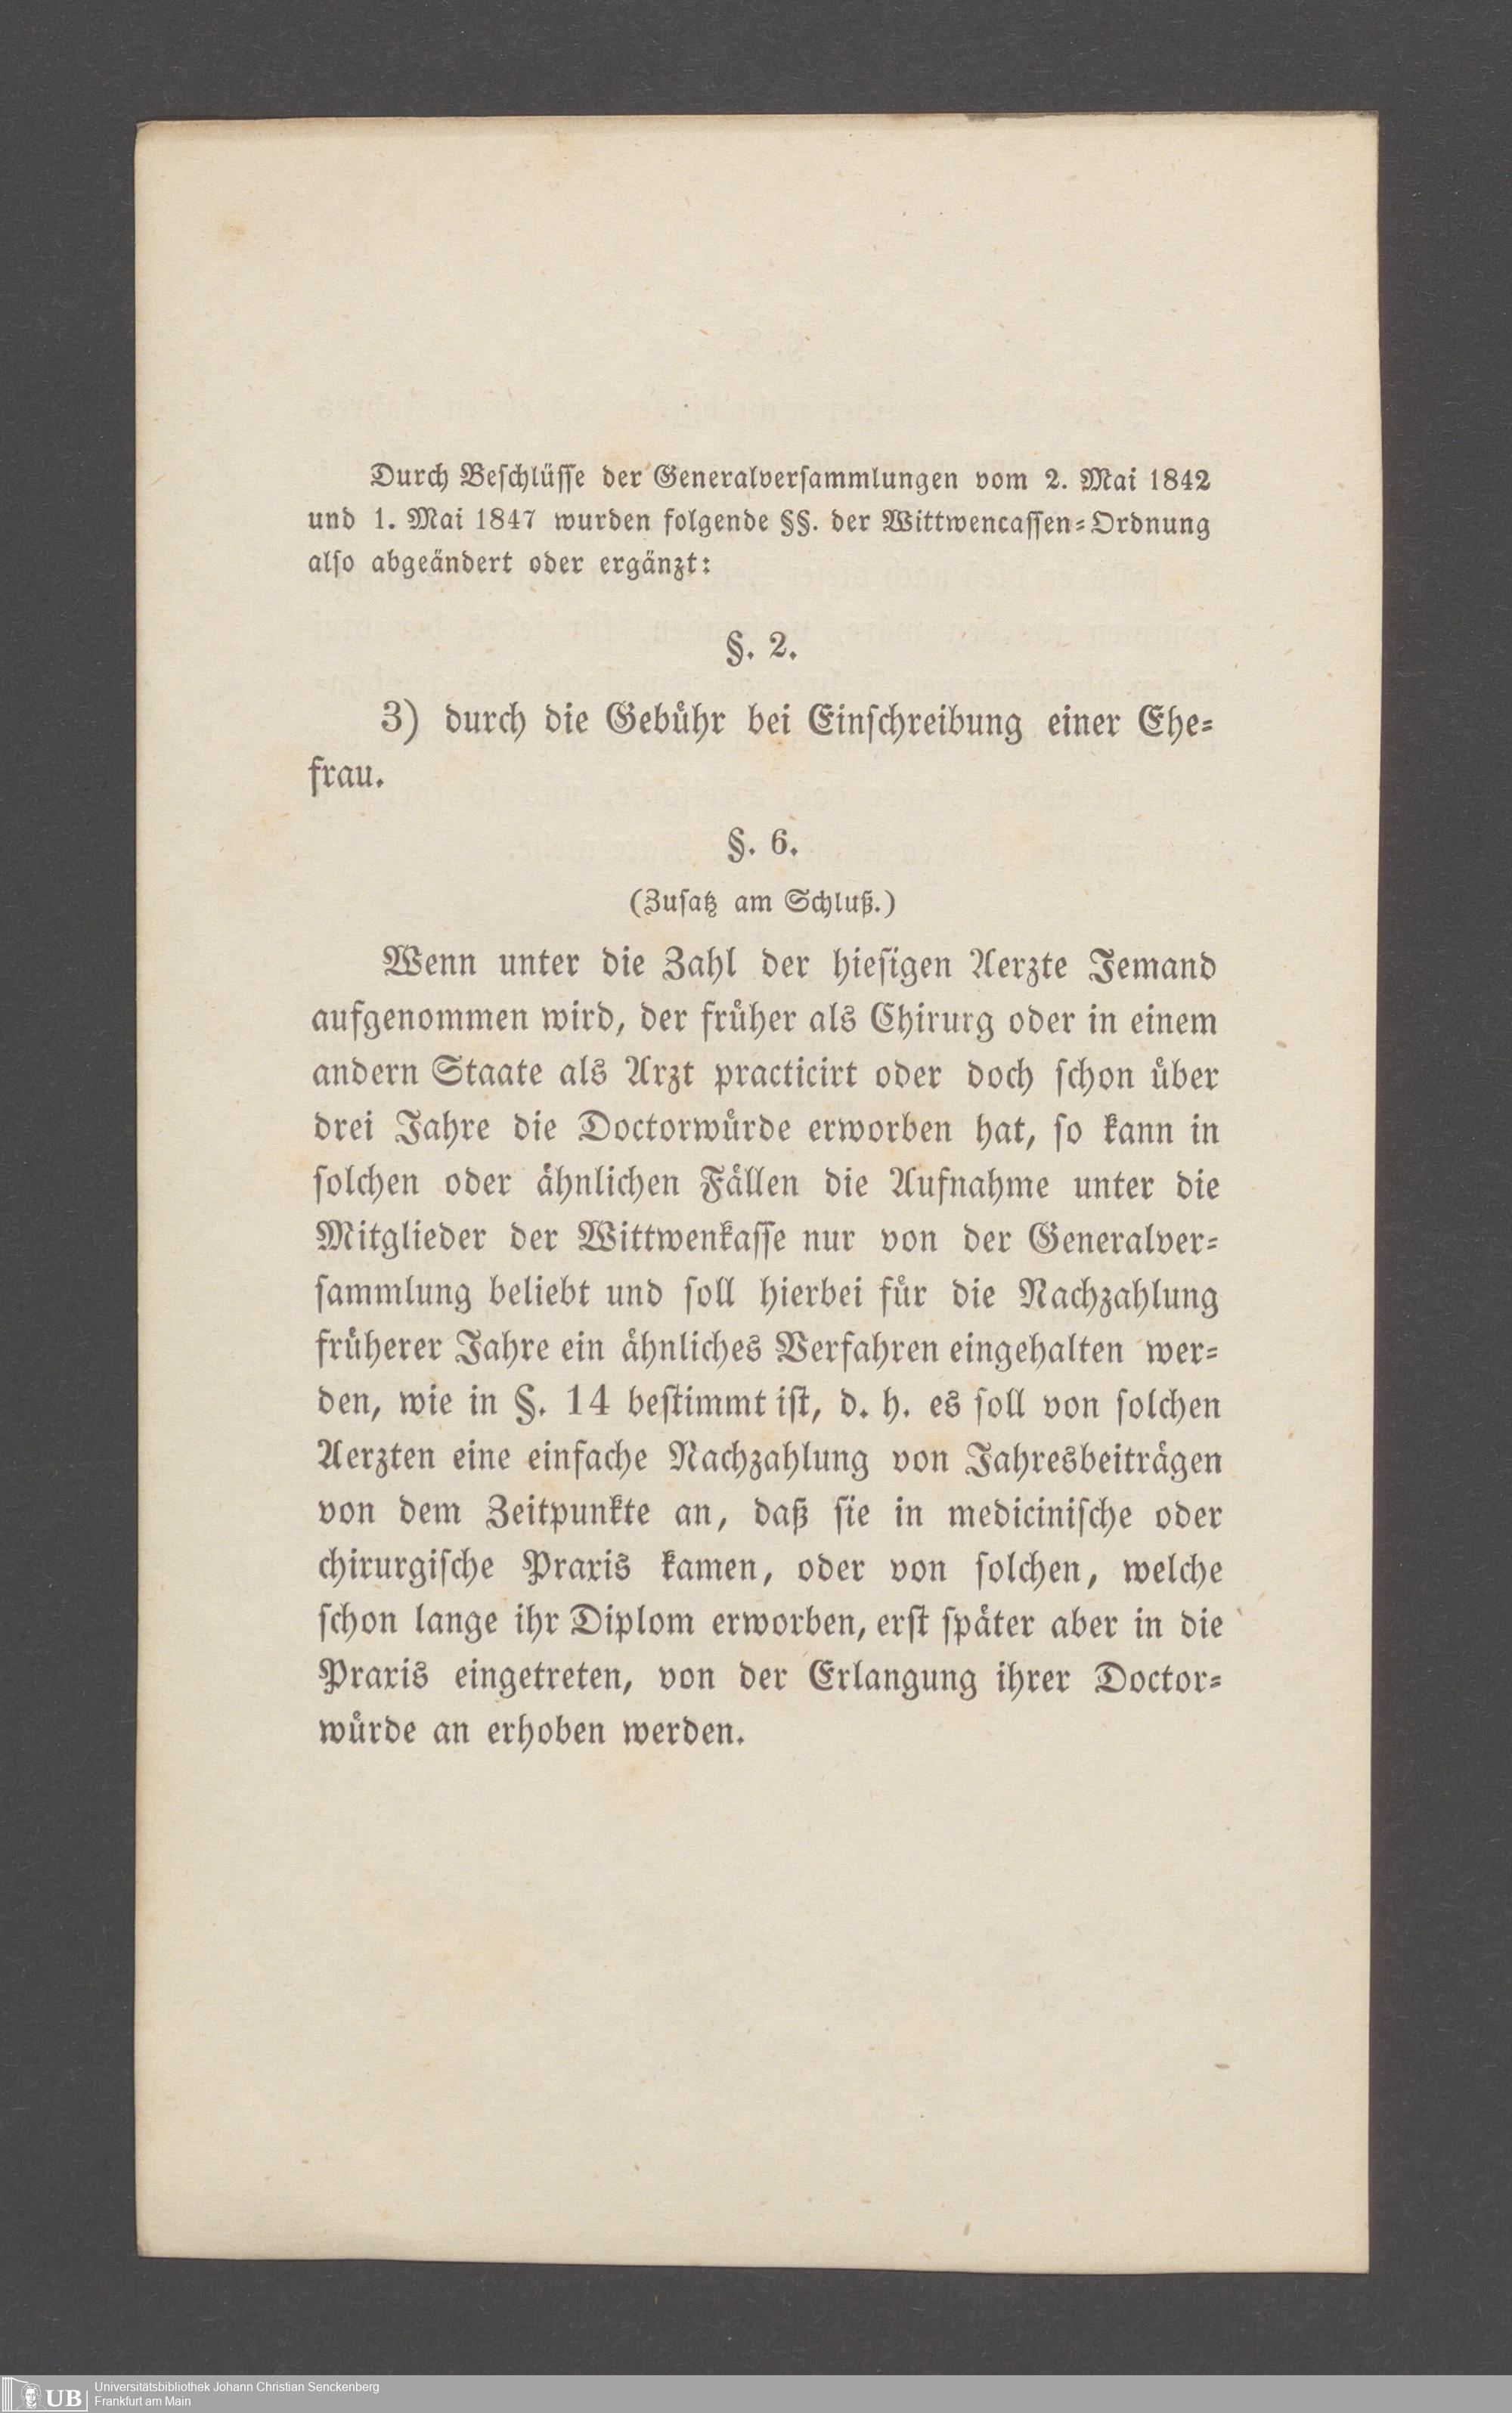 Durch Beschlüsse der Generalversammlungen vom 2. Mai 1842
und 1. Mai 1847 wurden folgende §§. der Wittwencassen=Ordnung
also abgeändert oder ergänzt:
§. 2.
3) durch die Gebühr bei Einschreibung einer Ehe=
frau.
§. 6.
(Zusatz am Schluß.)
Wenn unter die Zahl der hiesigen Aerzte Jemand
aufgenommen wird, der früher als Chirurg oder in einem
andern Staate als Arzt practicirt oder doch schon über
drei Jahre die Doctorwürde erworben hat, so kann in
solchen oder ähnlichen Fällen die Aufnahme unter die
Mitglieder der Wittwenkasse nur von der Generalver=
sammlung beliebt und soll hierbei für die Nachzahlung
früherer Jahre ein ähnliches Verfahren eingehalten wer=
den, wie in §. 14 bestimmt ist, d. h. es soll von solchen
Aerzten eine einfache Nachzahlung von Jahresbeiträgen
von dem Zeitpunkte an, daß sie in medicinische oder
chirurgische Praxis kamen, oder von solchen, welche
schon lange ihr Diplom erworben, erst später aber in die
Praxis eingetreten, von der Erlangung ihrer Doctor=
würde an erhoben werden.
UB
Universitätsbibliothek Johann Christian Senckenberg
Frankfurt am Main